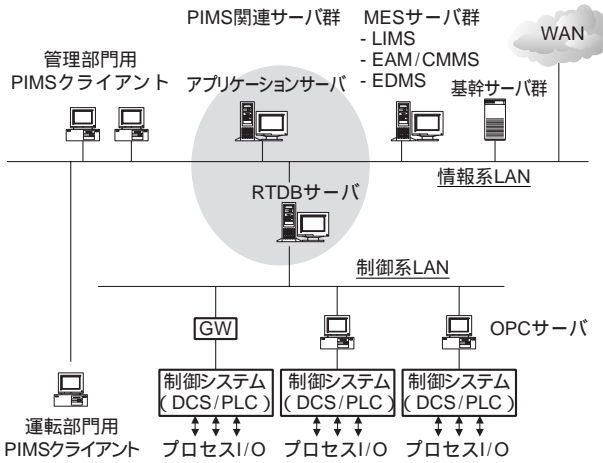 PIMS関連サーバ群
MESサーバ群
- LIMS
- EAM/CMMS
- EDMS
WAN
管理部門用
PIMSクライアント
アプリケーションサーバ
基幹サーバ群
情報系LAN
RTDBサーバ
制御系LAN
GW
OPCサーバ
制御システム
(DCS/PLC)
制御システム
(DCS/PLC)
制御システム
(DCS/PLC)
運転部門用
PIMSクライアント
プロセスI/O
プロセスI/O
プロセスI/O